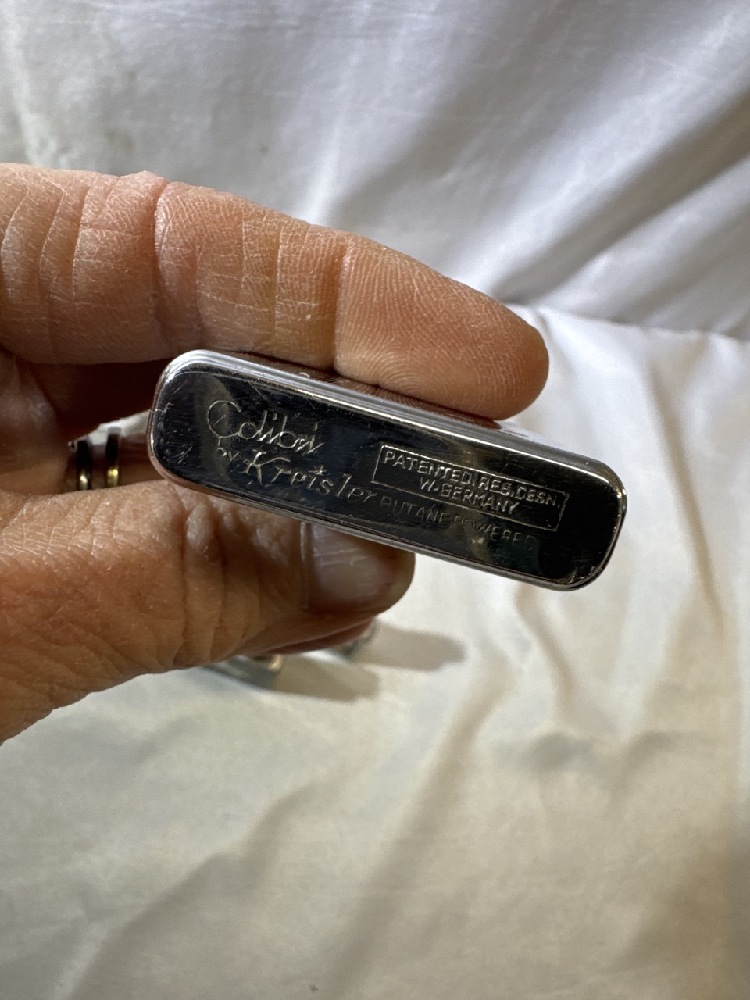 Colibri
BY Kreisler
PATENTED.REG.DESN.
W-GERMANY
BUTANE POWERED